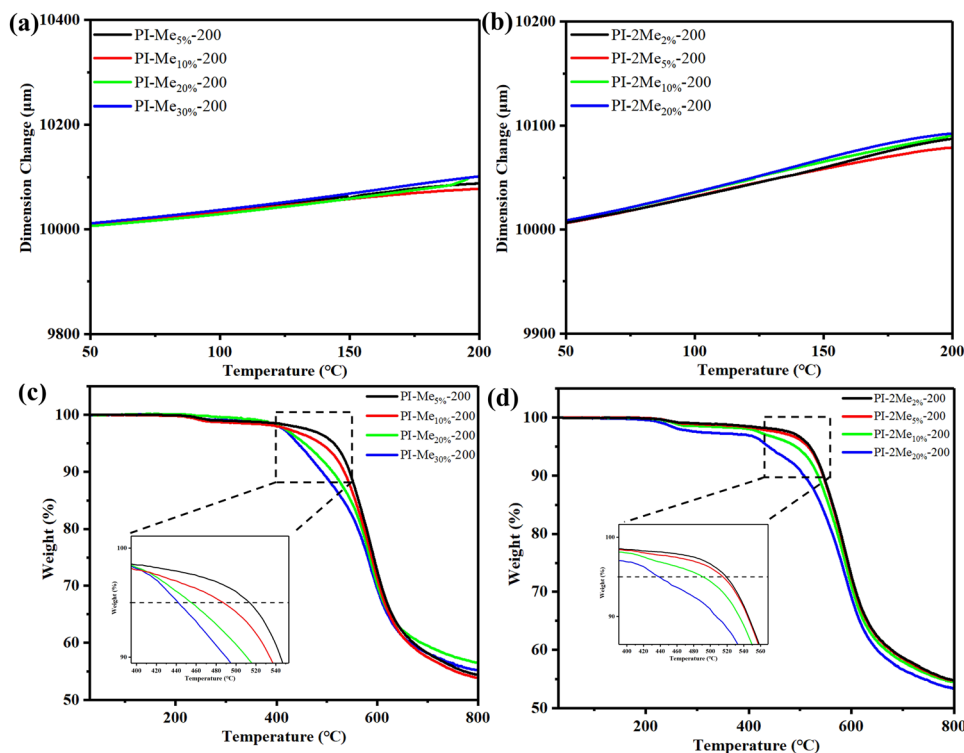 (a)
10400
10200
10000
9800
Dimension Change (μm)
PI-Me5%-200
PI-Me10%-200
PI-Me20%-200
PI-Me30%-200
50
100
150
200
Temperature (℃)
(b)
10200
10100
10000
9900
Dimension Change (μm)
PI-2Me2%-200
PI-2Me5%-200
PI-2Me10%-200
PI-2Me20%-200
50
100
150
200
Temperature (℃)
(c)
100
90
80
70
60
50
Weight (%)
PI-Me5%-200
PI-Me10%-200
PI-Me20%-200
PI-Me30%-200
100
90
Weight (%)
400 420 440 460 480 500 520 540
Temperature (℃)
0
200
400
600
800
Temperature (℃)
(d)
100
90
80
70
60
50
Weight (%)
PI-2Me2%-200
PI-2Me5%-200
PI-2Me10%-200
PI-2Me20%-200
100
90
Weight (%)
400 420 440 460 480 500 520 540 560
Temperature (℃)
200
400
600
800
Temperature (℃)